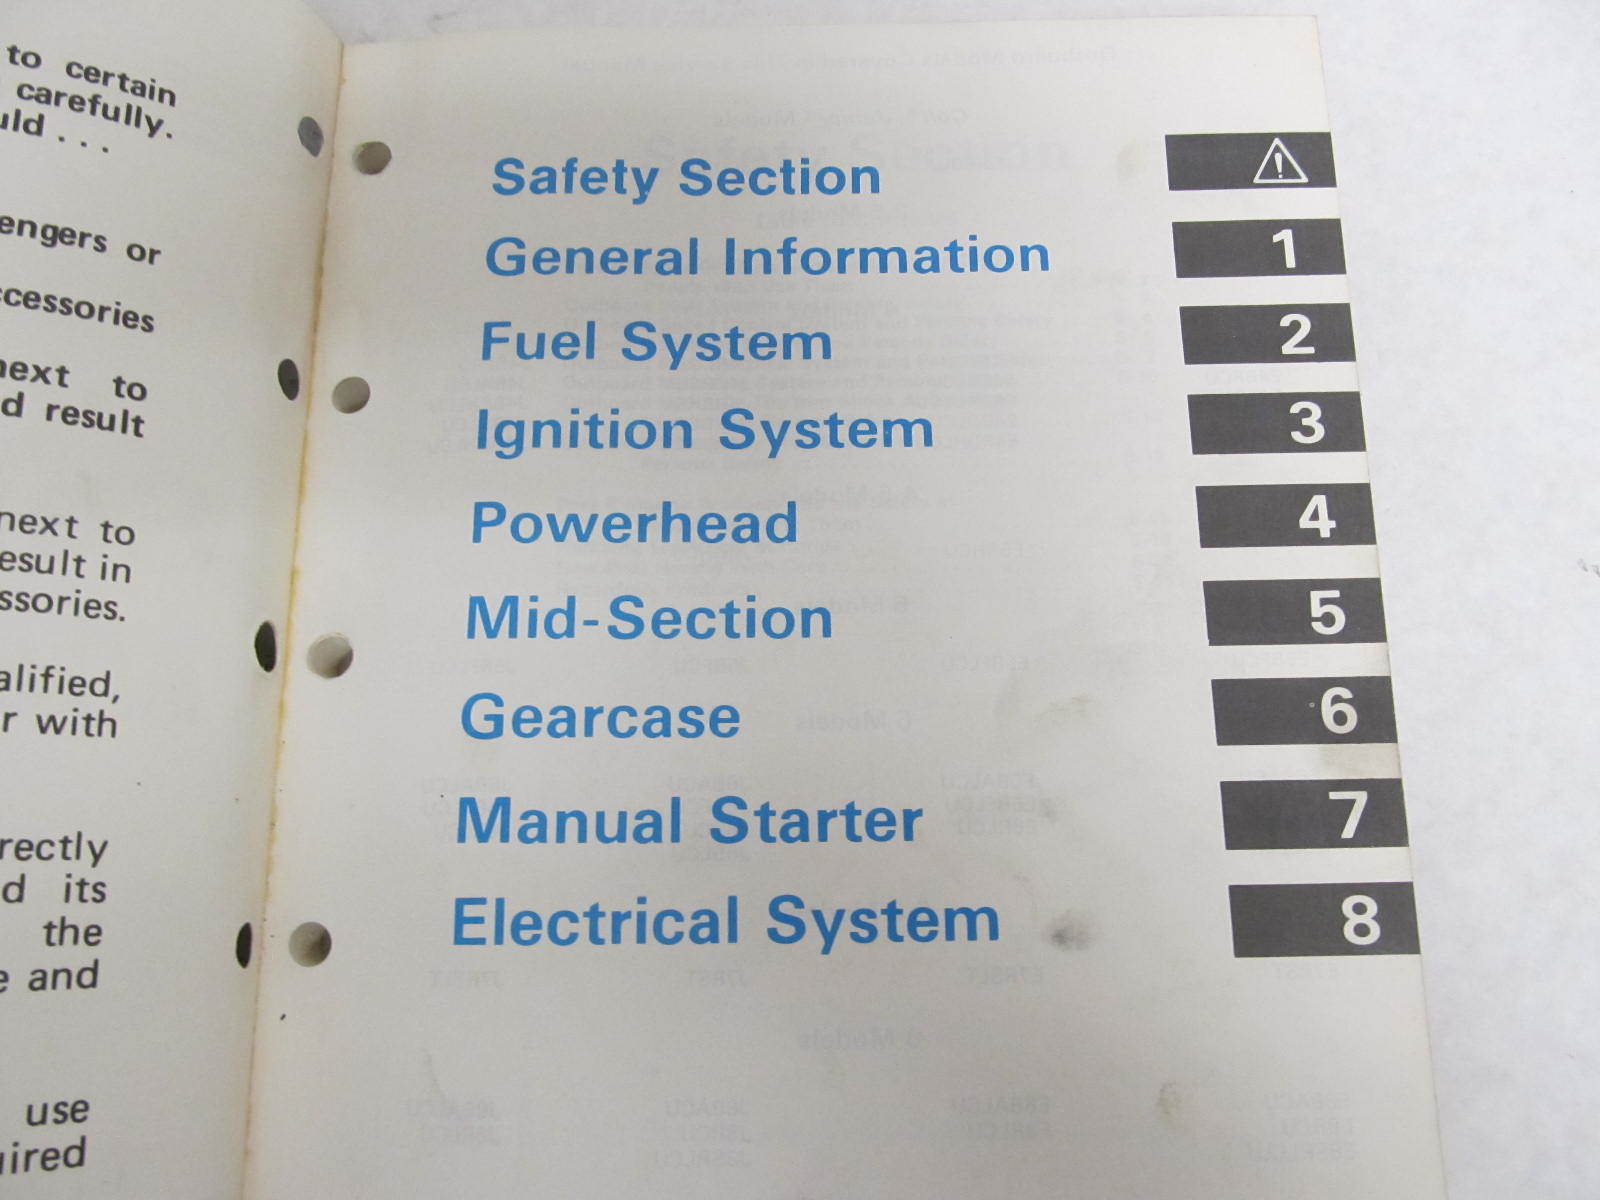 to certain
carefully.
uld . . .
engers or
ccessories
next to
d result
next to
esult in
ssories.
alified,
r with
rectly
d its
the
e and
use
uired
Safety Section
General Information 1
Fuel System 2
Ignition System 3
Powerhead 4
Mid-Section 5
Gearcase 6
Manual Starter 7
Electrical System 8